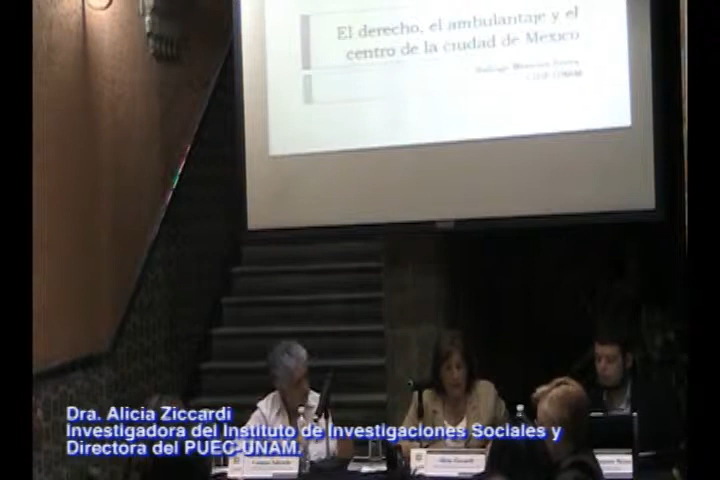 El derecho, el ambulantaje y el
centro de la ciudad de México
Dra. Alicia Ziccardi
Investigadora del Instituto de Investigaciones Sociales y
Directora del PUEC-UNAM.